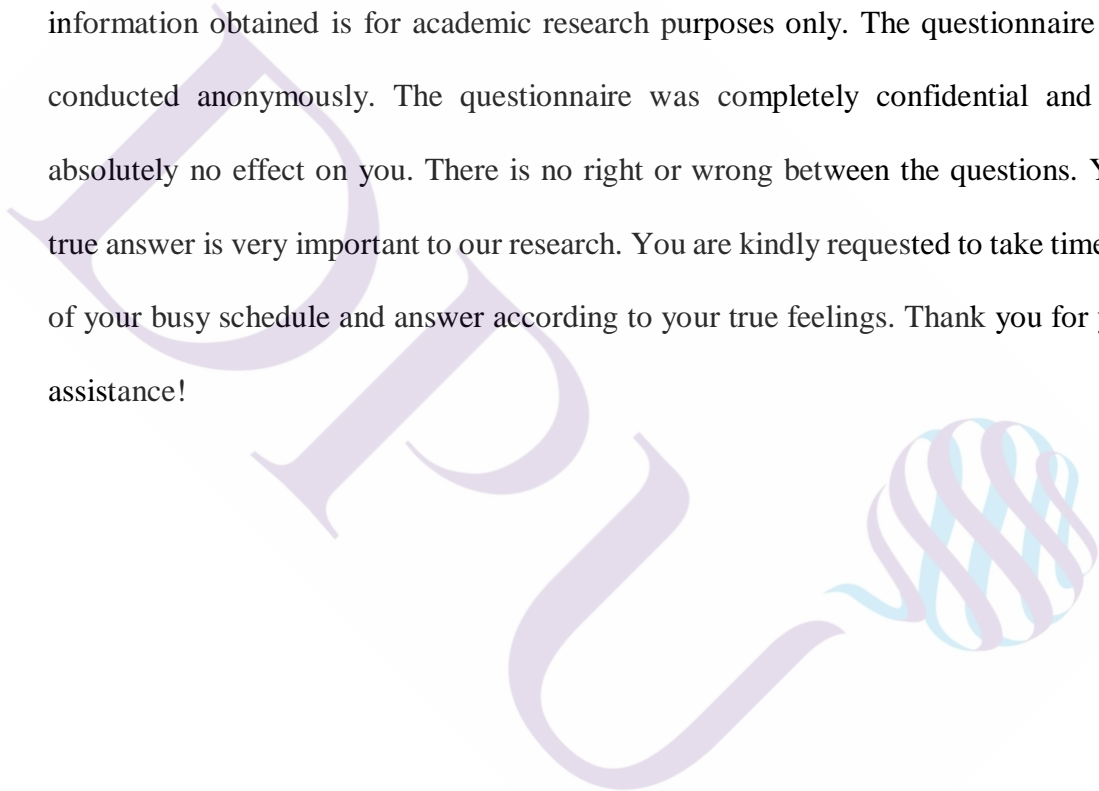 information obtained is for academic research purposes only. The questionnaire
conducted anonymously. The questionnaire was completely confidential and
absolutely no effect on you. There is no right or wrong between the questions.
true answer is very important to our research. You are kindly requested to take time
of your busy schedule and answer according to your true feelings. Thank you for
assistance!
DPU